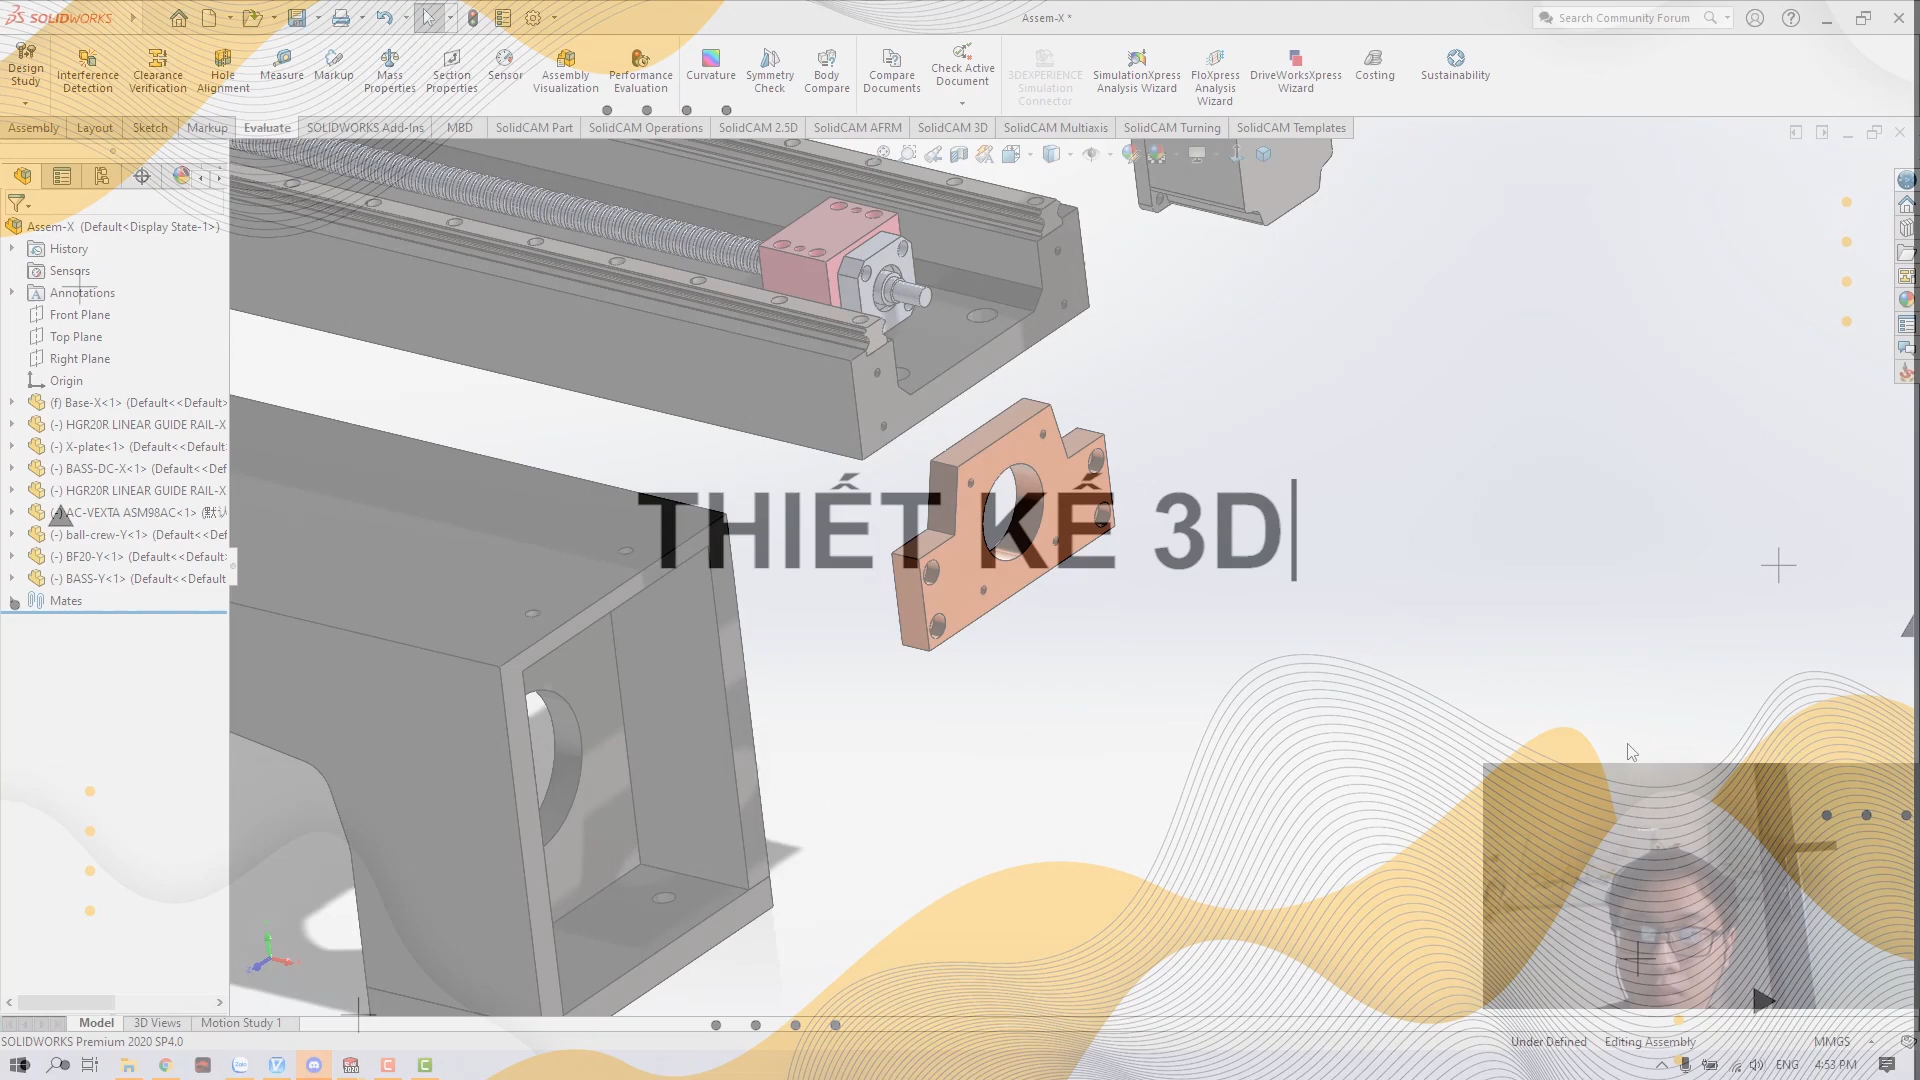 SOLIDWORKS
Assem-X *
Search Community Forum
Design Study
Interference Detection
Clearance Verification
Hole Alignment
Measure
Markup
Mass Properties
Section Properties
Sensor
Assembly Visualization
Performance Evaluation
Curvature
Symmetry Check
Body Compare
Compare Documents
Check Active Document
3DEXPERIENCE Simulation Connector
SimulationXpress Analysis Wizard
FloXpress Analysis Wizard
DriveWorksXpress Wizard
Costing
Sustainability
Assembly
Layout
Sketch
Markup
Evaluate
SOLIDWORKS Add-Ins
MBD
SolidCAM Part
SolidCAM Operations
SolidCAM 2.5D
SolidCAM AFRM
SolidCAM 3D
SolidCAM Multiaxis
SolidCAM Turning
SolidCAM Templates
Assem-X (Default<Display State-1>)
History
Sensors
Annotations
Front Plane
Top Plane
Right Plane
Origin
(f) Base-X<1> (Default<<Default>
(-) HGR20R LINEAR GUIDE RAIL-X
(-) X-plate<1> (Default<<Default
(-) BASS-DC-X<1> (Default<<Def
(-) HGR20R LINEAR GUIDE RAIL-X
(-) AC-VEXTA ASM98AC<1> (默认
(-) ball-crew-Y<1> (Default<<Def
(-) BF20-Y<1> (Default<<Default>
(-) BASS-Y<1> (Default<<Default
Mates
THIẾT KẾ 3D
Model
3D Views
Motion Study 1
SOLIDWORKS Premium 2020 SP4.0
Under Defined
Editing Assembly
MMGS
Zalo
2020
ENG
4:53 PM